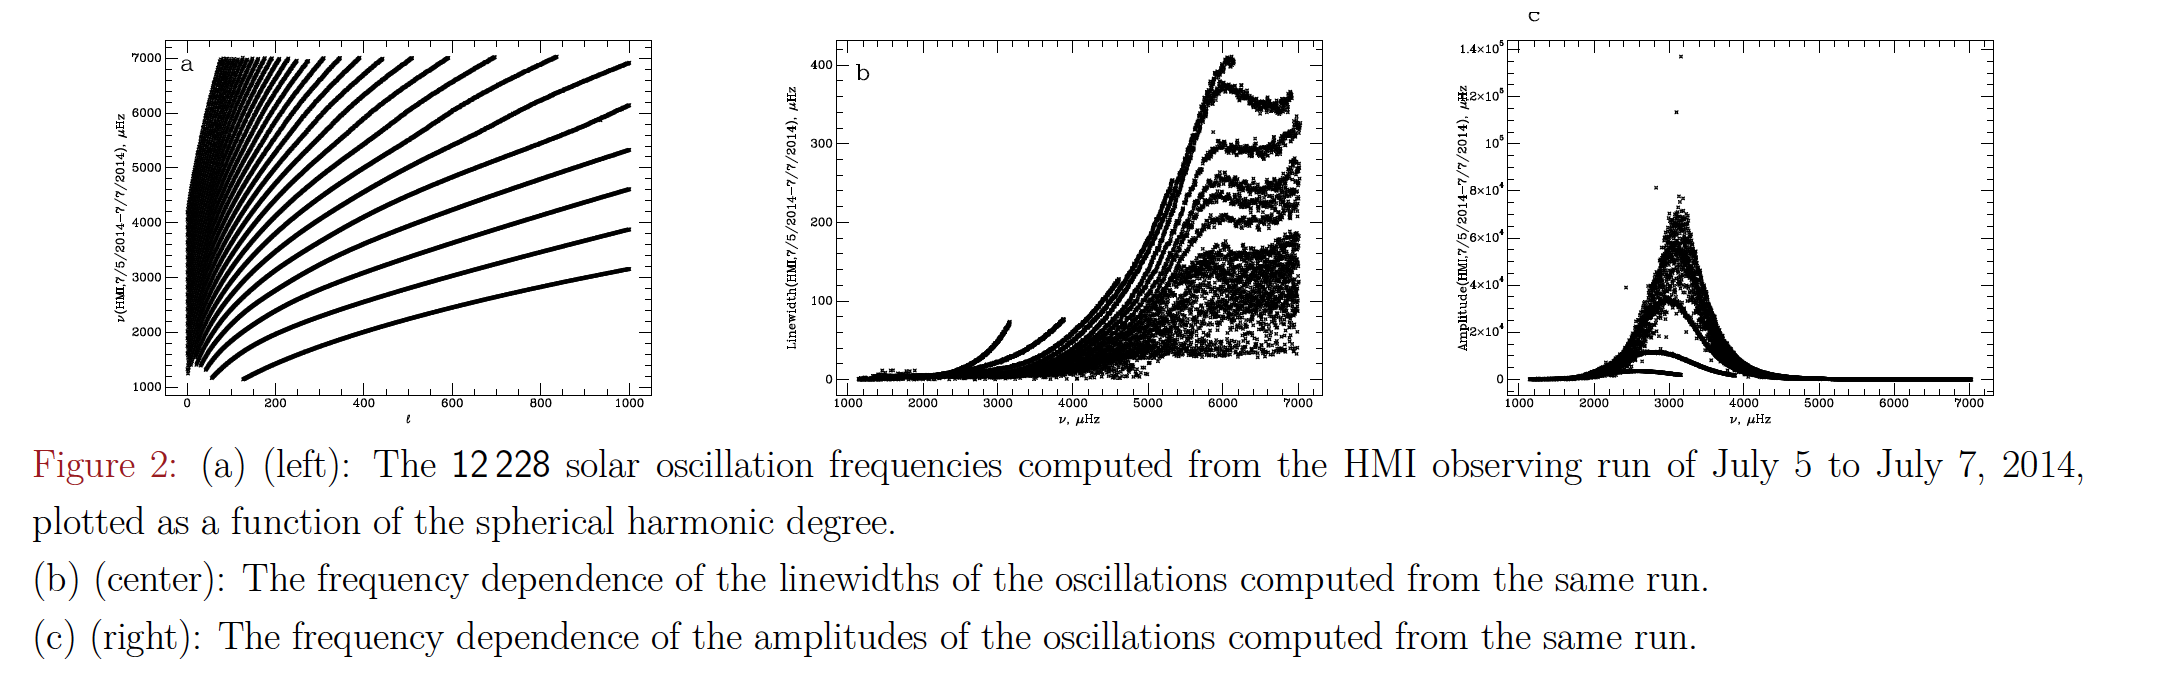 c
a
7000
6000
5000
4000
3000
2000
1000
0 200 400 600 800 1000
ℓ
ν(HMI,7/5/2014−7/7/2014), μHz
b
400
300
200
100
0
1000 2000 3000 4000 5000 6000 7000
ν, μHz
Linewidth(HMI,7/5/2014−7/7/2014), μHz
1.4×10⁵
1.2×10⁵
10⁵
8×10⁴
6×10⁴
4×10⁴
2×10⁴
0
1000 2000 3000 4000 5000 6000 7000
ν, μHz
Amplitude(HMI,7/5/2014−7/7/2014), μHz
Figure 2: (a) (left): The 12 228 solar oscillation frequencies computed from the HMI observing run of July 5 to July 7, 2014,
plotted as a function of the spherical harmonic degree.
(b) (center): The frequency dependence of the linewidths of the oscillations computed from the same run.
(c) (right): The frequency dependence of the amplitudes of the oscillations computed from the same run.